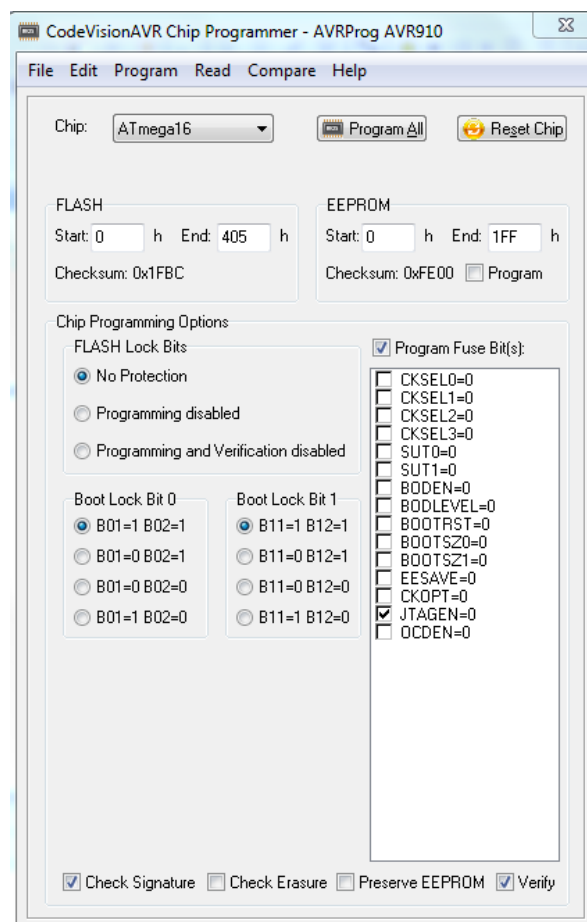 CodeVisionAVR Chip Programmer - AVRProg AVR910
File Edit Program Read Compare Help
Chip: ATmega16 Program All Reset Chip
FLASH
Start: 0 h End: 405 h
Checksum: 0x1FBC
EEPROM
Start: 0 h End: 1FF h
Checksum: 0xFE00 Program
Chip Programming Options
FLASH Lock Bits
No Protection
Programming disabled
Programming and Verification disabled
Boot Lock Bit 0
B01=1 B02=1
B01=0 B02=1
B01=0 B02=0
B01=1 B02=0
Boot Lock Bit 1
B11=1 B12=1
B11=0 B12=1
B11=0 B12=0
B11=1 B12=0
Program Fuse Bit(s):
CKSEL0=0
CKSEL1=0
CKSEL2=0
CKSEL3=0
SUT0=0
SUT1=0
BODEN=0
BODLEVEL=0
BOOTRST=0
BOOTSZ0=0
BOOTSZ1=0
EESAVE=0
CKOPT=0
JTAGEN=0
OCDEN=0
Check Signature Check Erasure Preserve EEPROM Verify